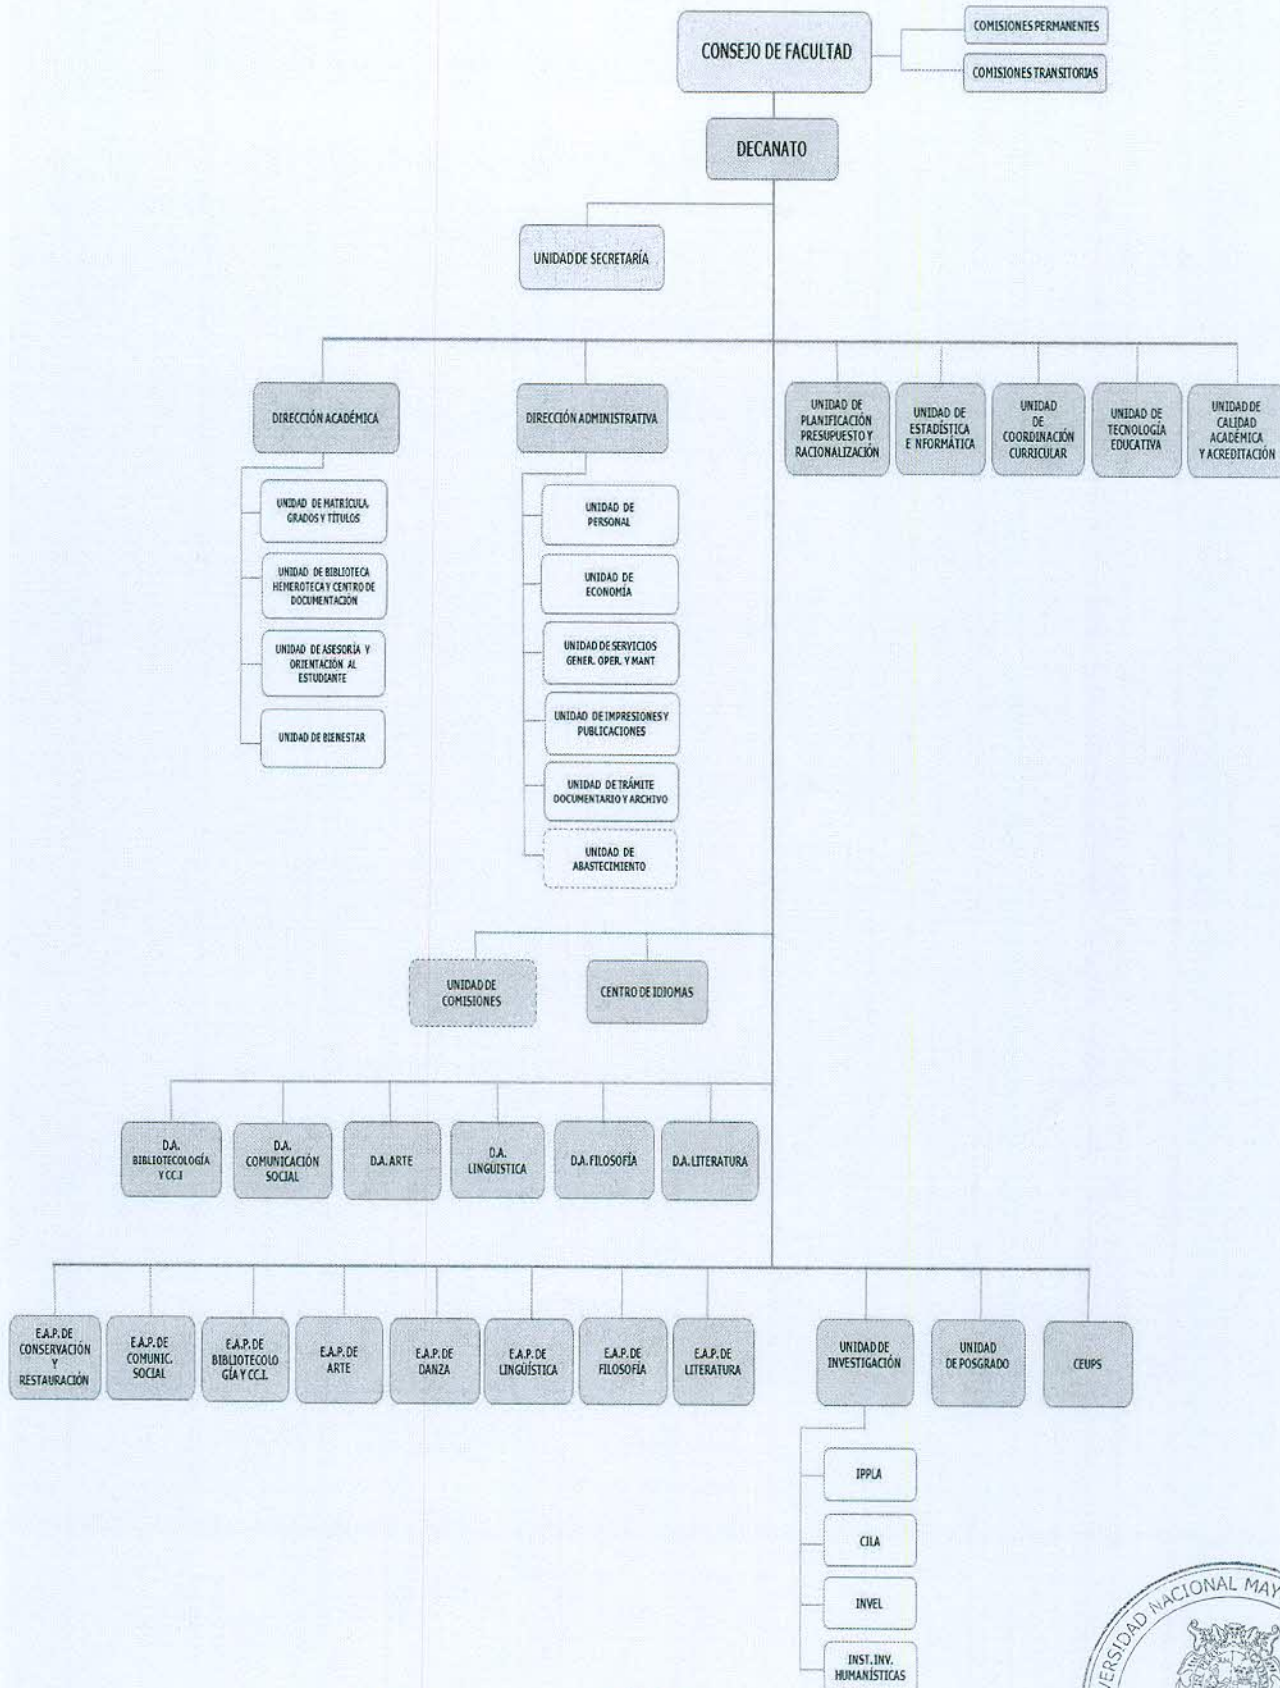 CONSEJO DE FACULTAD
COMISIONES PERMANENTES
COMISIONES TRANSITORIAS
DECANATO
UNIDAD DE SECRETARÍA
DIRECCIÓN ACADÉMICA
DIRECCIÓN ADMINISTRATIVA
UNIDAD DE
PLANIFICACIÓN
PRESUPUESTO Y
RACIONALIZACIÓN
UNIDAD DE
ESTADÍSTICA
E NFORMÁTICA
UNIDAD
DE
COORDINACIÓN
CURRICULAR
UNIDAD DE
TECNOLOGÍA
EDUCATIVA
UNIDAD DE
CALIDAD
ACADÉMICA
Y ACREDITACIÓN
UNIDAD DE MATRÍCULA,
GRADOS Y TÍTULOS
UNIDAD DE BIBLIOTECA
HEMEROTECA Y CENTRO DE
DOCUMENTACIÓN
UNIDAD DE ASESORÍA Y
ORIENTACIÓN AL
ESTUDIANTE
UNIDAD DE BIENESTAR
UNIDAD DE
PERSONAL
UNIDAD DE
ECONOMÍA
UNIDAD DE SERVICIOS
GENER. OPER. Y MANT
UNIDAD DE IMPRESIONES Y
PUBLICACIONES
UNIDAD DE TRÁMITE
DOCUMENTARIO Y ARCHIVO
UNIDAD DE
ABASTECIMIENTO
UNIDAD DE
COMISIONES
CENTRO DE IDIOMAS
D.A.
BIBLIOTECOLOGÍA
Y CC.I
D.A.
COMUNICACIÓN
SOCIAL
D.A. ARTE
D.A.
LINGÜISTICA
D.A. FILOSOFÍA
D.A. LITERATURA
E.A.P. DE
CONSERVACIÓN
Y
RESTAURACIÓN
E.A.P. DE
COMUNIC.
SOCIAL
E.A.P. DE
BIBLIOTECOLO
GÍA Y CC.I.
E.A.P. DE
ARTE
E.A.P. DE
DANZA
E.A.P. DE
LINGÜÍSTICA
E.A.P. DE
FILOSOFÍA
E.A.P. DE
LITERATURA
UNIDAD DE
INVESTIGACIÓN
UNIDAD
DE POSGRADO
CEUPS
IPPLA
CILA
INVEL
INST. INV.
HUMANÍSTICAS
VERSIDAD NACIONAL MAY